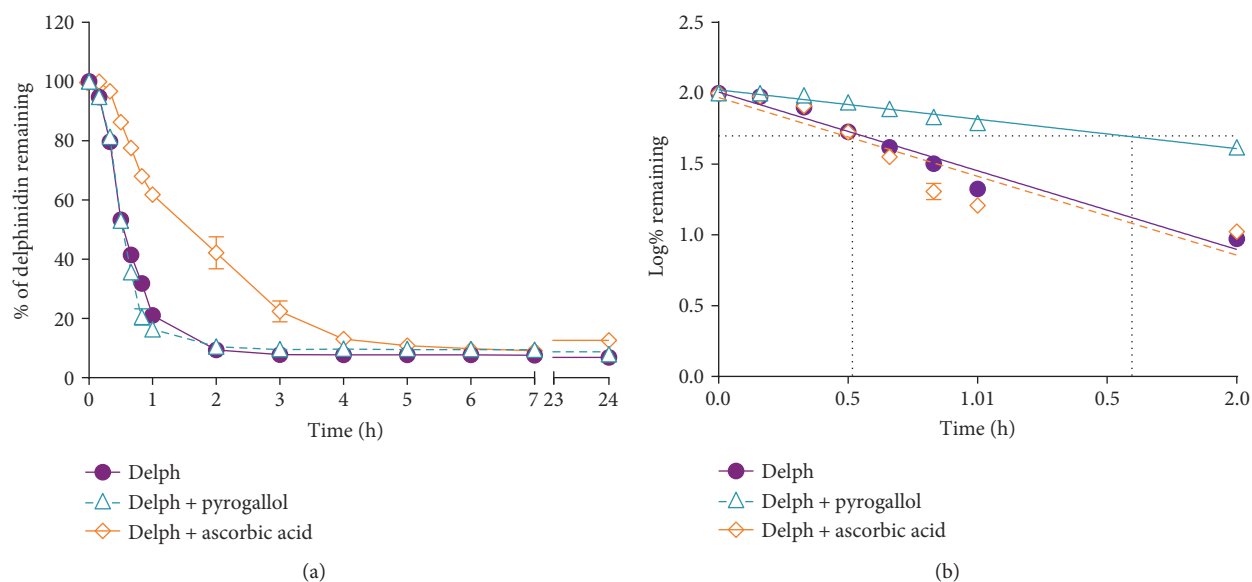 120
100
80
60
40
20
0
% of delphinidin remaining
0 1 2 3 4 5 6 7 23 24
Time (h)
Delph
Delph + pyrogallol
Delph + ascorbic acid
(a)
2.5
2.0
1.5
1.0
0.5
0.0
Log% remaining
0.0 0.5 1.01 0.5 2.0
Time (h)
Delph
Delph + pyrogallol
Delph + ascorbic acid
(b)